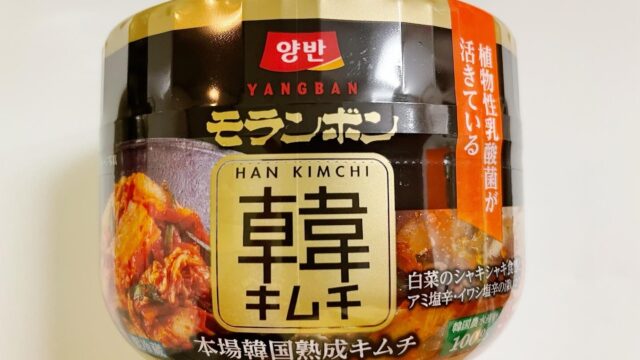 양반
YANGBAN
モランボン
HAN KIMCHI
韓
キムチ
本場韓国熟成キムチ
植物性乳酸菌が
活きている
白菜のシャキシャキ食
アミ塩辛・イワシ塩辛の